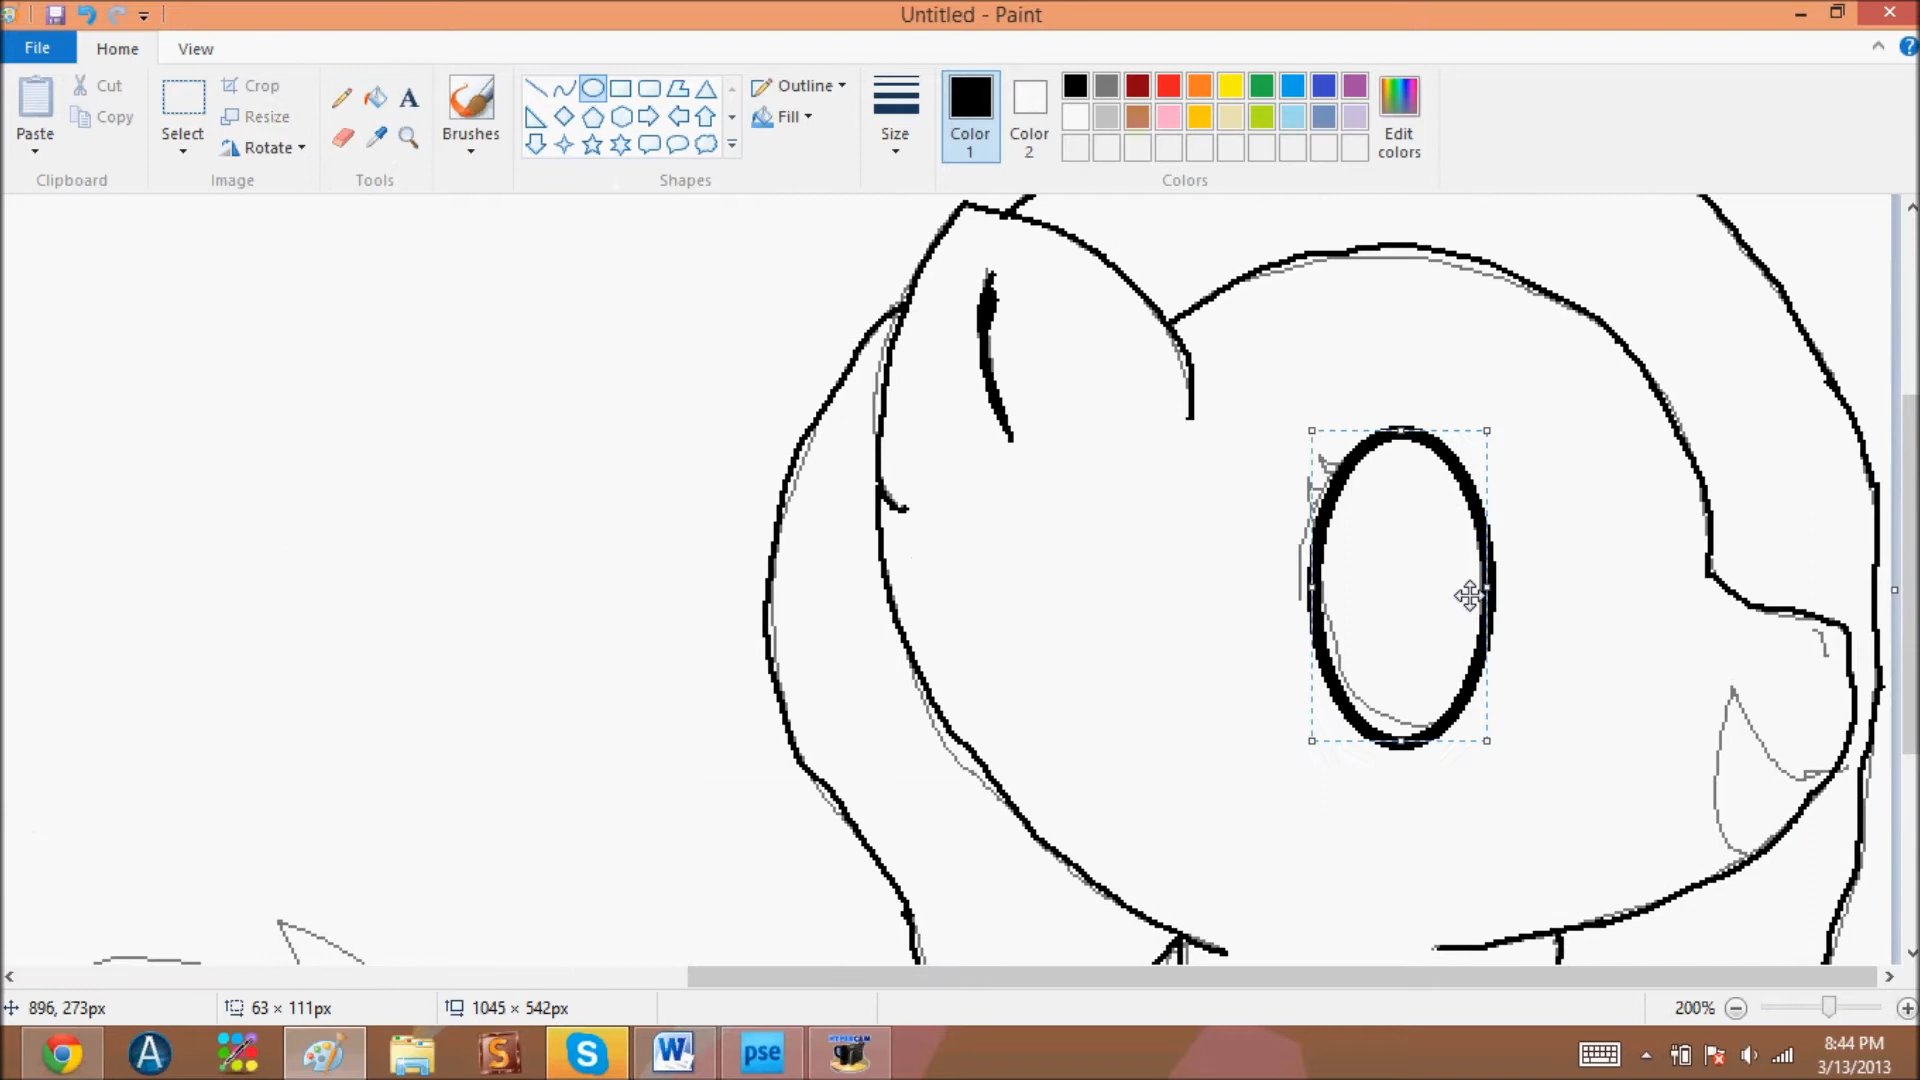 Untitled - Paint
File
Home
View
Paste
Cut
Copy
Clipboard
Select
Crop
Resize
Rotate
Image
A
Tools
Brushes
Outline
Fill
Shapes
Size
Color
1
Color
2
Edit
colors
Colors
896, 273px
63 × 111px
1045 × 542px
200%
A
S
S
W
pse
HYPERCAM
8:44 PM
3/13/2013